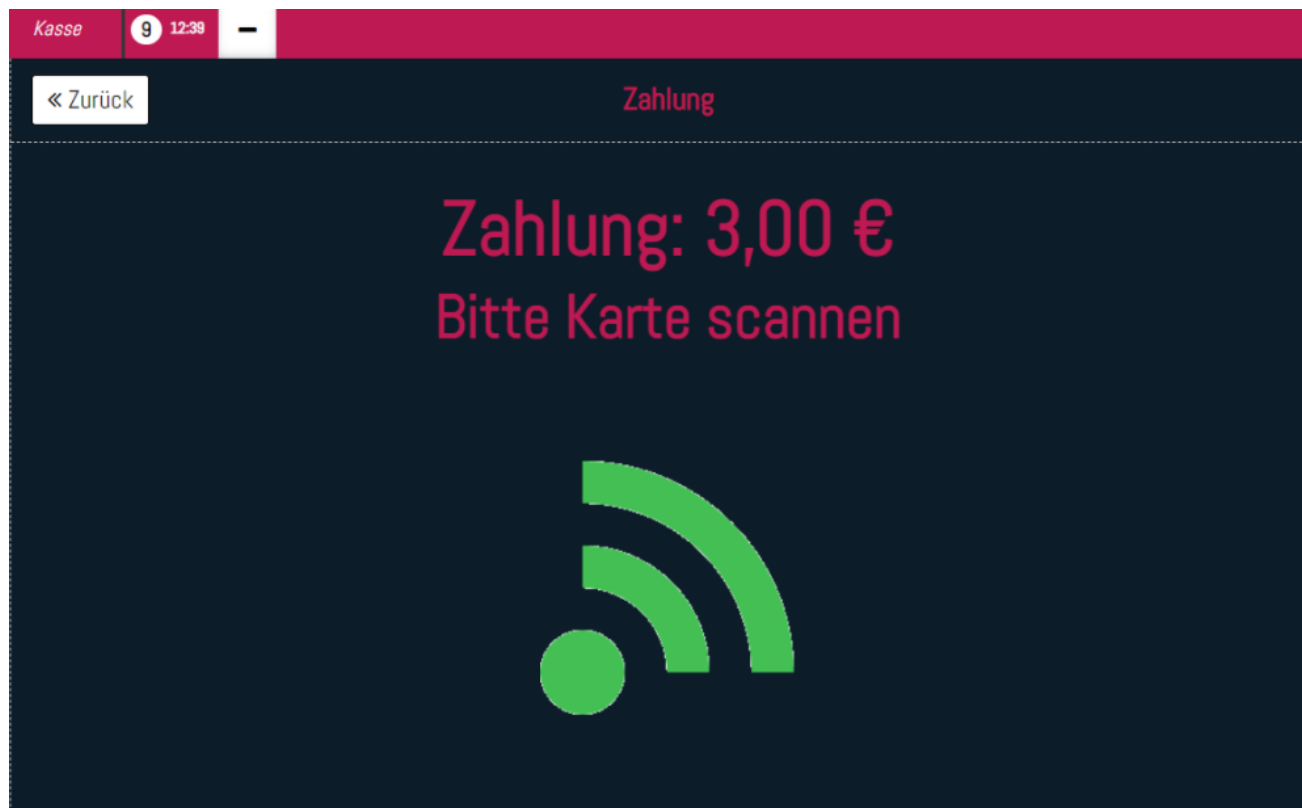 Kasse 9 12:39 –
« Zurück
Zahlung
Zahlung: 3,00 €
Bitte Karte scannen